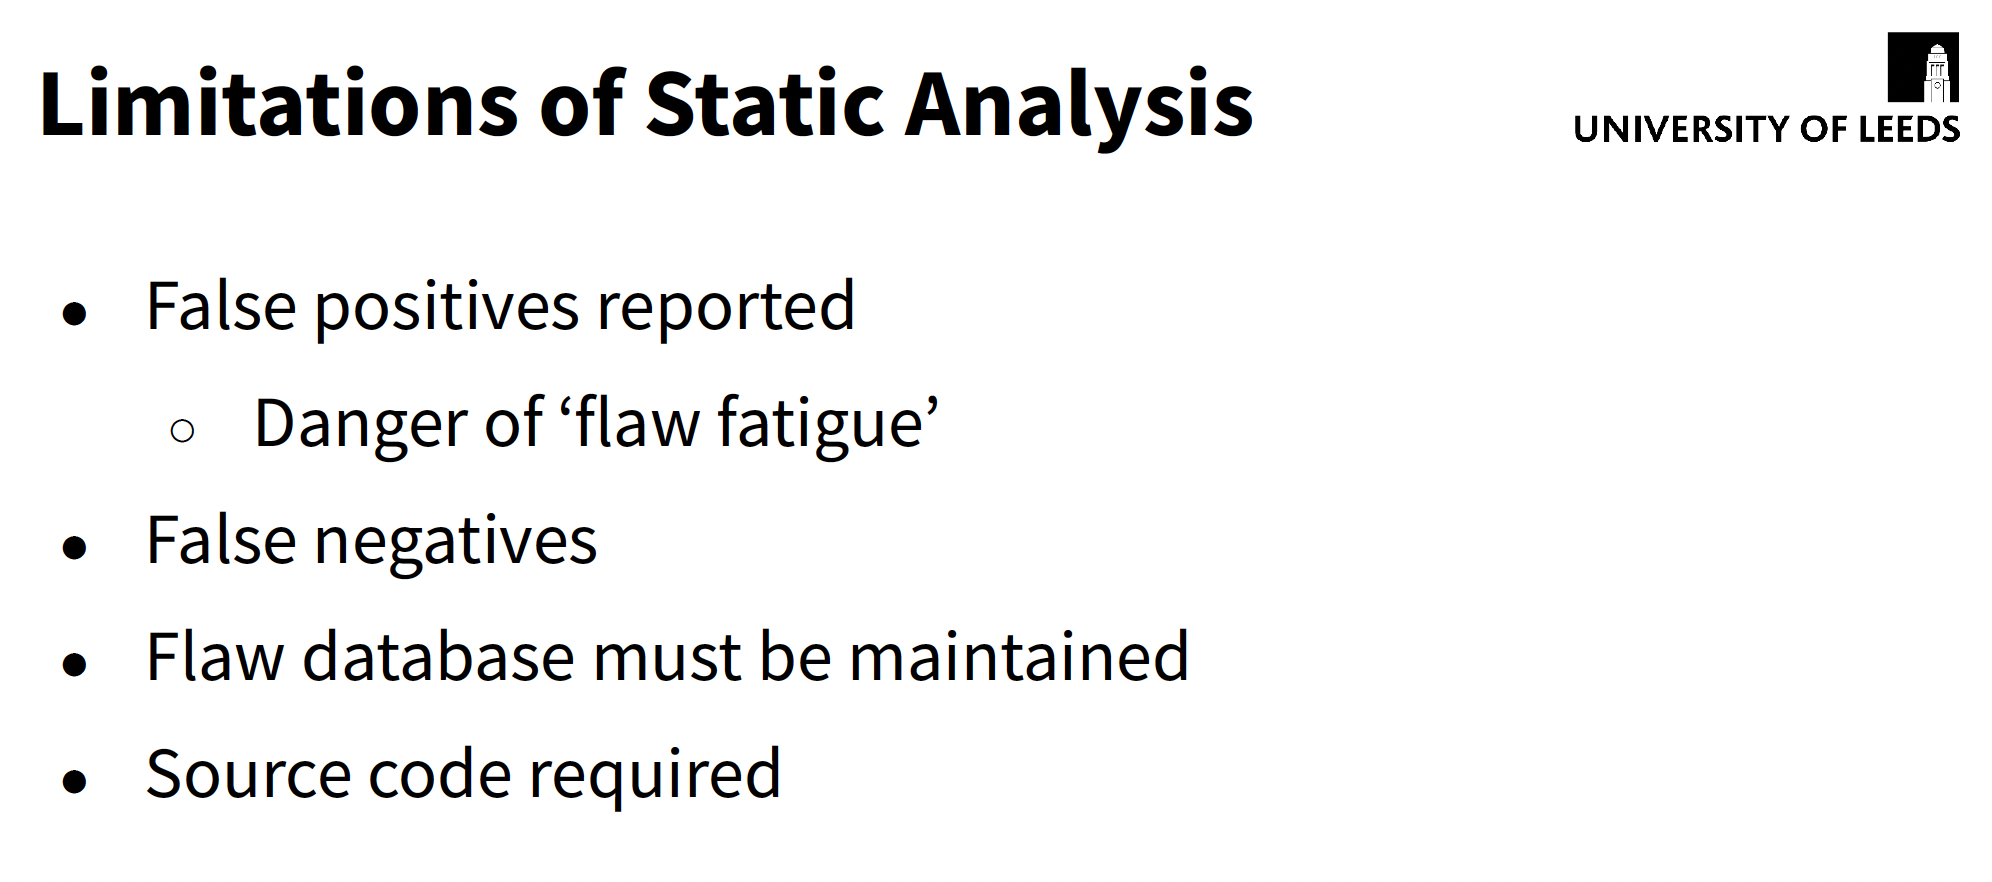 Limitations of Static Analysis
UNIVERSITY OF LEEDS
● False positives reported
○ Danger of ‘flaw fatigue’
● False negatives
● Flaw database must be maintained
● Source code required